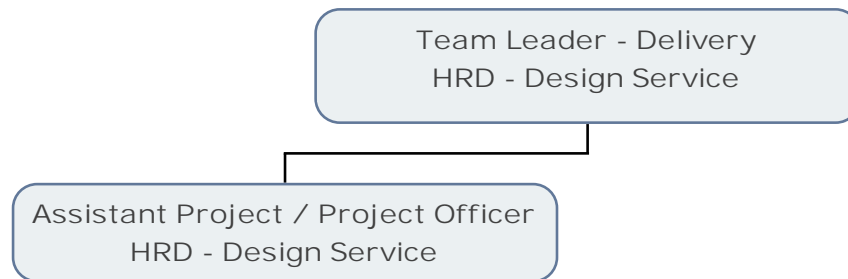 Team Leader - Delivery
HRD - Design Service
Assistant Project / Project Officer
HRD - Design Service